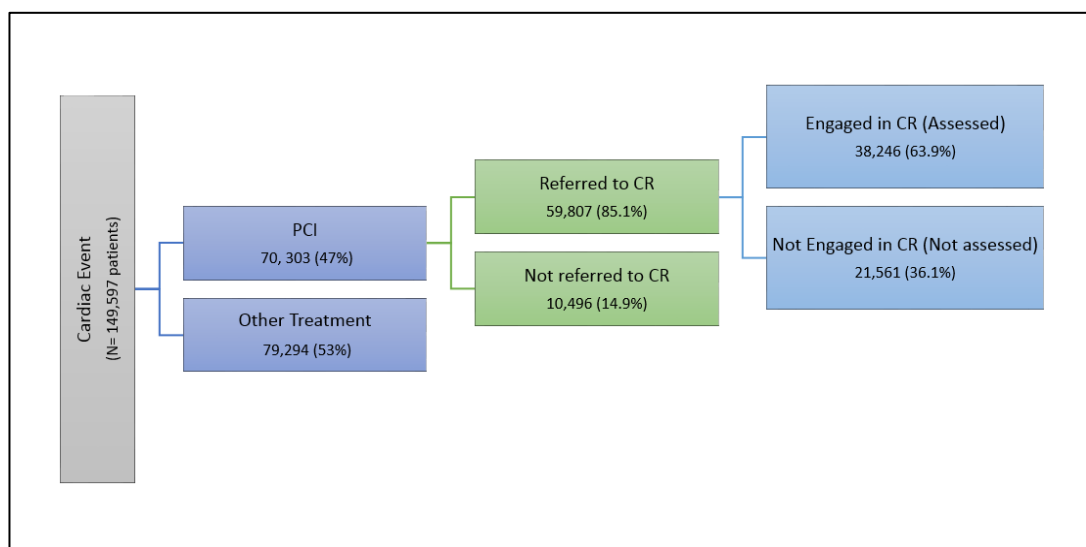 Cardiac Event
(N= 149,597 patients)
PCI
70, 303 (47%)
Other Treatment
79,294 (53%)
Referred to CR
59,807 (85.1%)
Not referred to CR
10,496 (14.9%)
Engaged in CR (Assessed)
38,246 (63.9%)
Not Engaged in CR (Not assessed)
21,561 (36.1%)